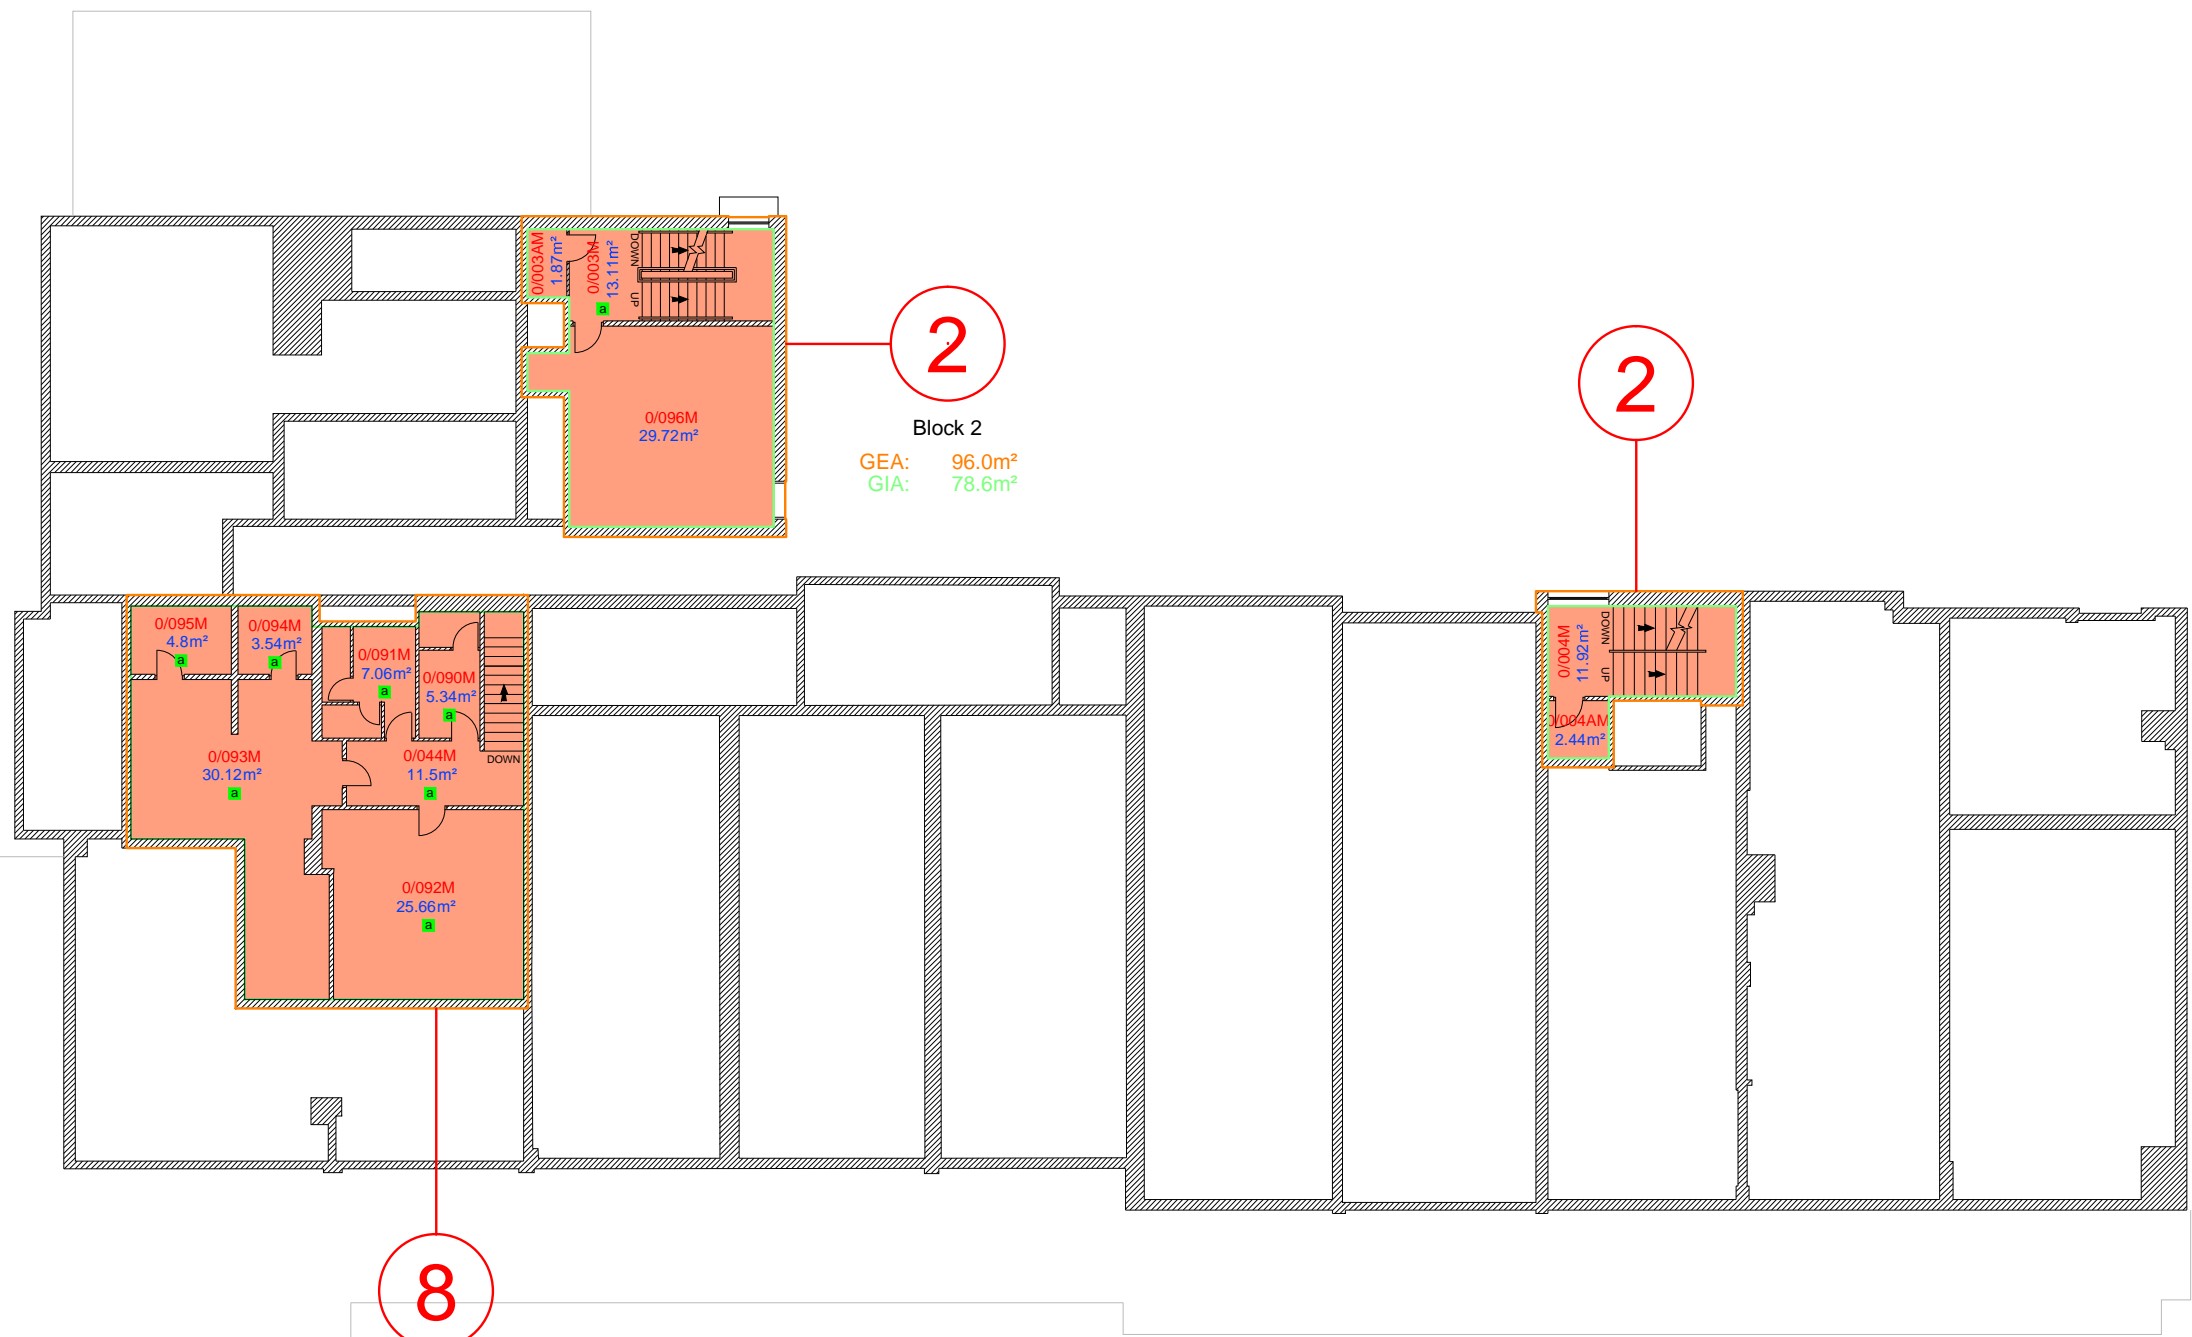 0/003AM
1.87m²
0/003M
13.11m²
a
DOWN
UP
0/096M
29.72m²
2
Block 2
GEA: 96.0m²
GIA: 78.6m²
2
0/004M
11.92m²
DOWN
UP
0/004AM
2.44m²
0/095M
4.8m²
a
0/094M
3.54m²
a
0/091M
7.06m²
a
0/090M
5.34m²
a
0/093M
30.12m²
a
0/044M
11.5m²
a
DOWN
0/092M
25.66m²
a
8